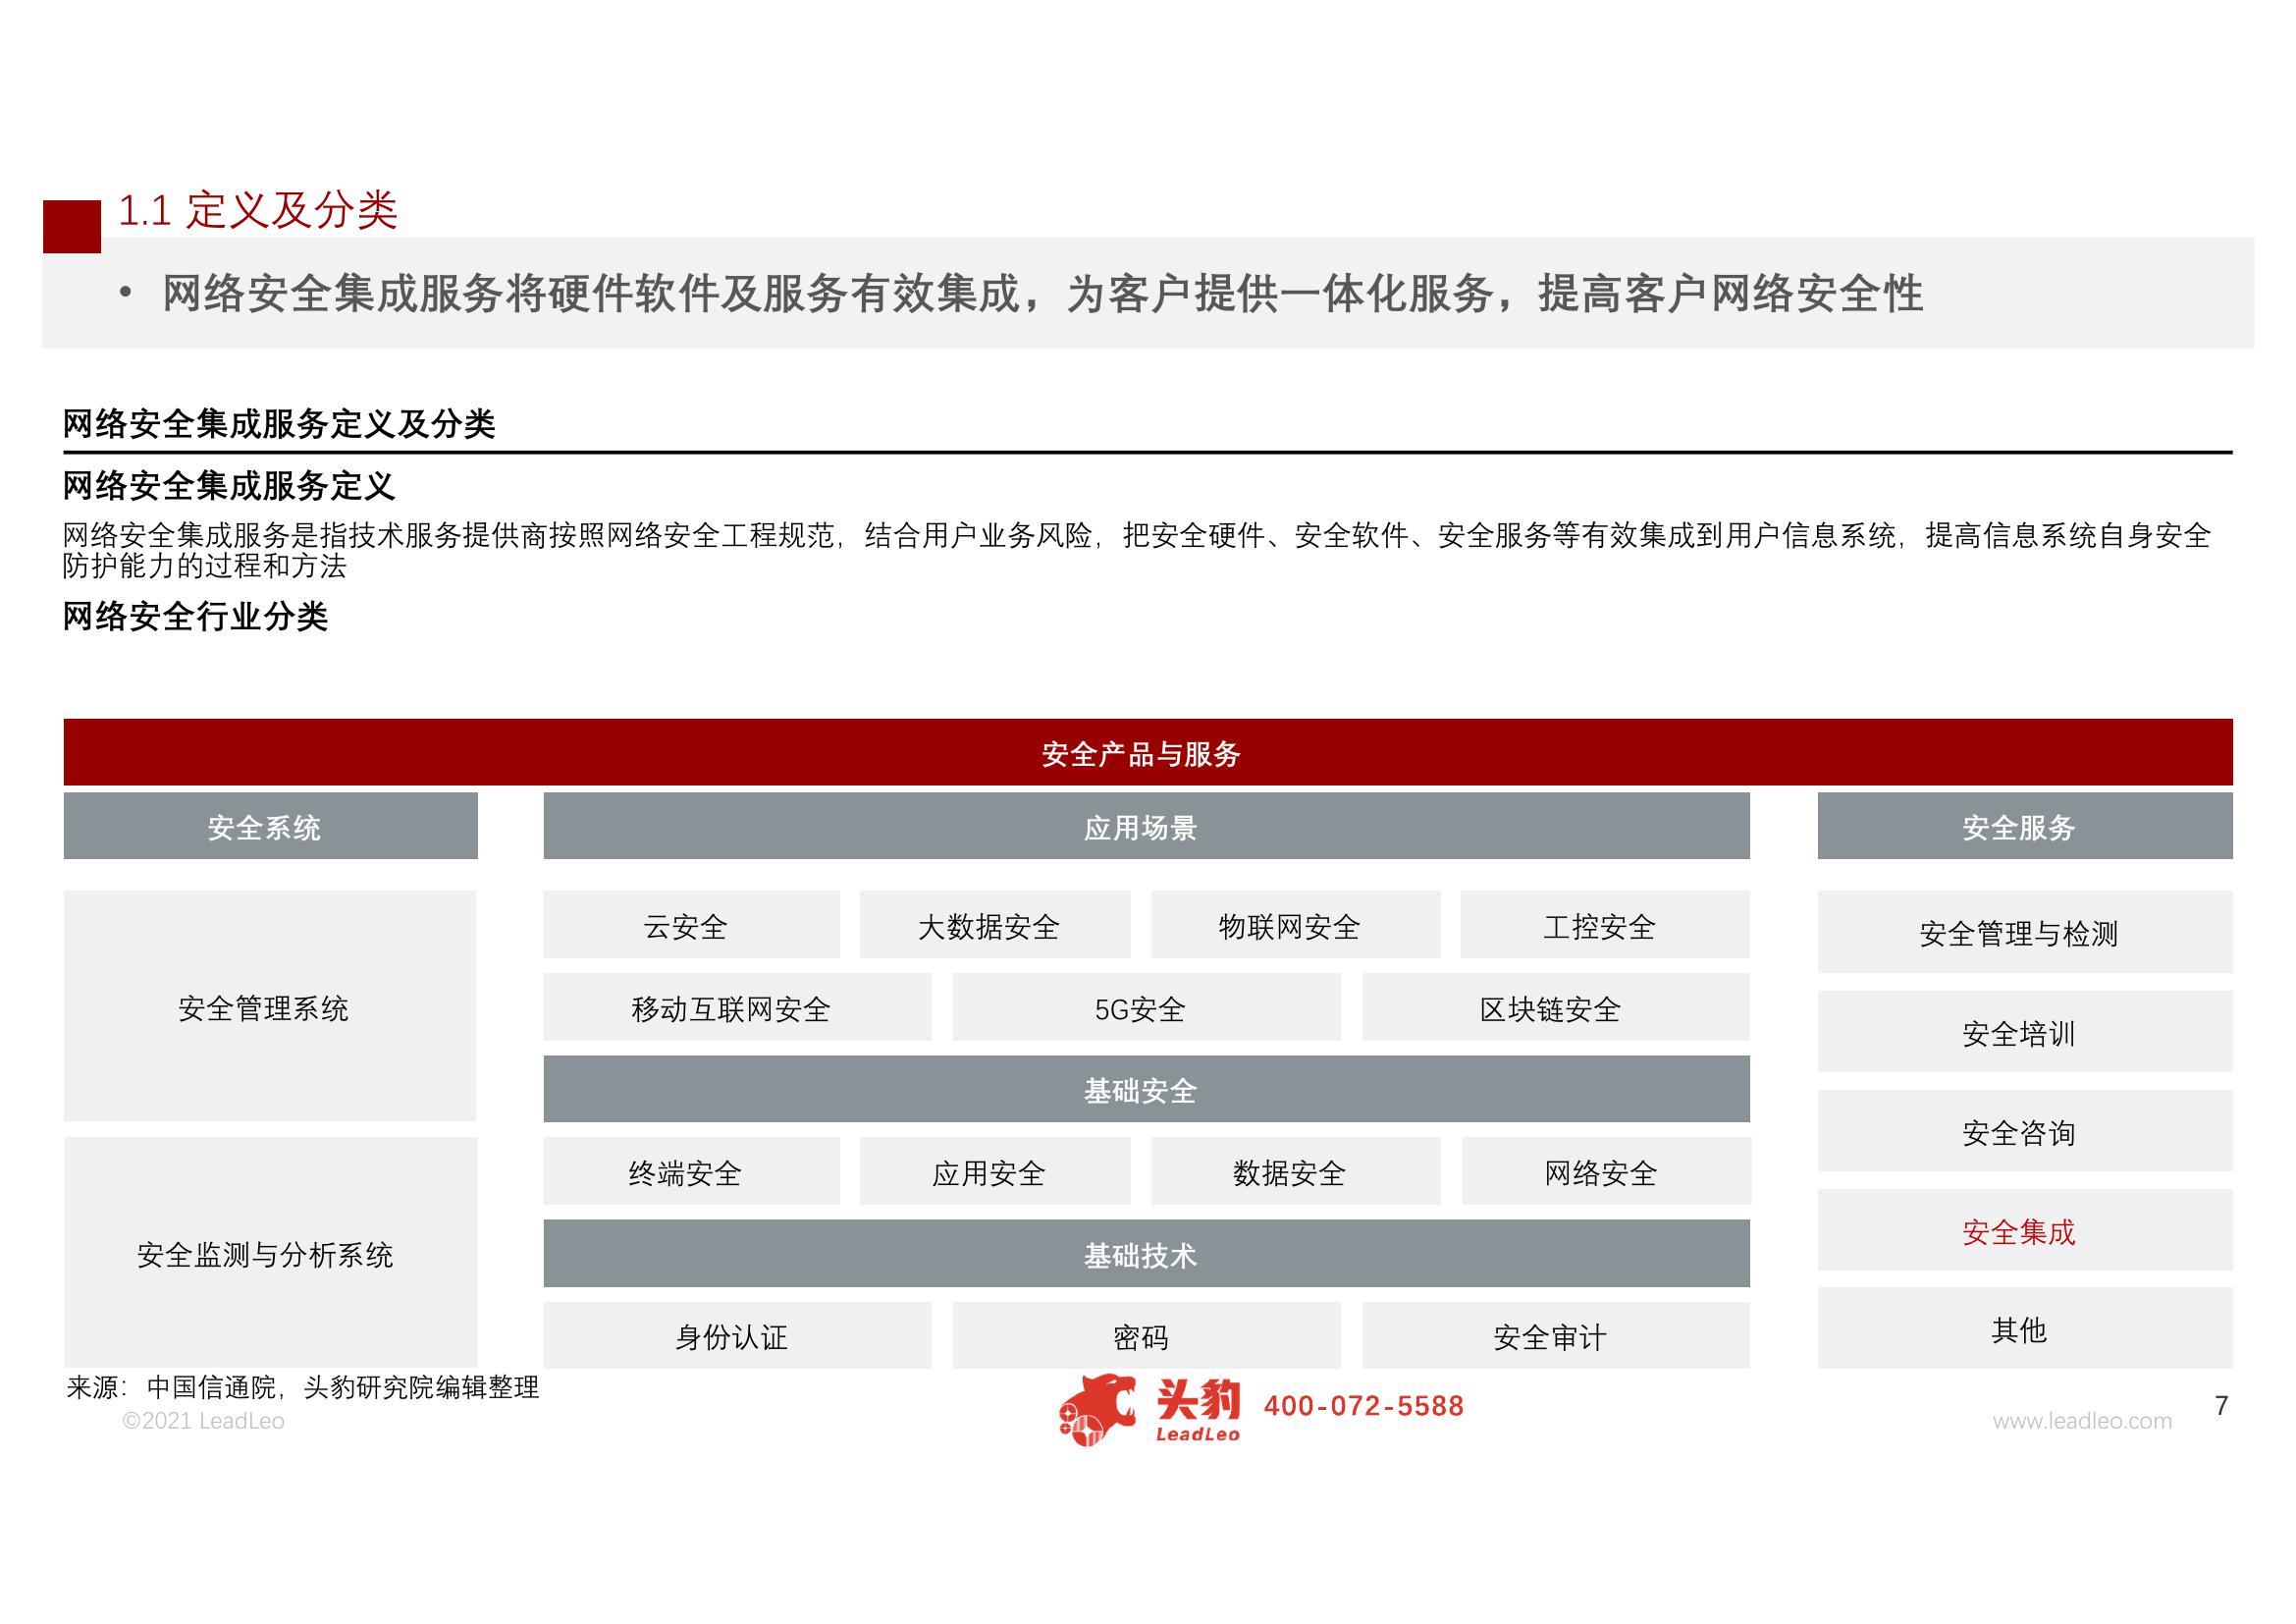 1.1 定义及分类
• 网络安全集成服务将硬件软件及服务有效集成，为客户提供一体化服务，提高客户网络安全性
网络安全集成服务定义及分类
网络安全集成服务定义
网络安全集成服务是指技术服务提供商按照网络安全工程规范，结合用户业务风险，把安全硬件、安全软件、安全服务等有效集成到用户信息系统，提高信息系统自身安全
防护能力的过程和方法
网络安全行业分类
安全产品与服务
安全系统
安全管理系统
安全监测与分析系统
应用场景
云安全 大数据安全 物联网安全 工控安全
移动互联网安全 5G安全 区块链安全
基础安全
终端安全 应用安全 数据安全 网络安全
基础技术
身份认证 密码 安全审计
安全服务
安全管理与检测
安全培训
安全咨询
安全集成
其他
来源：中国信通院，头豹研究院编辑整理
©2021 LeadLeo
头豹
LeadLeo
400-072-5588
www.leadleo.com
7